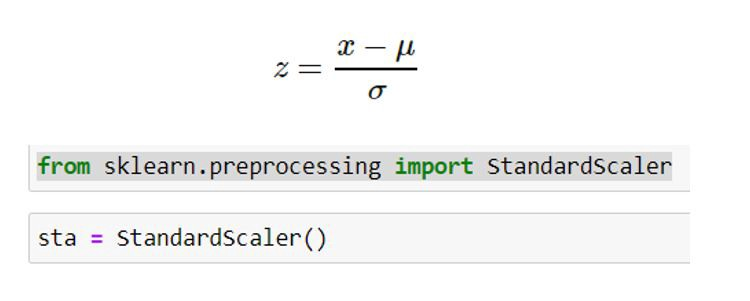 z = x − μ / σ
from sklearn.preprocessing import StandardScaler
sta = StandardScaler()